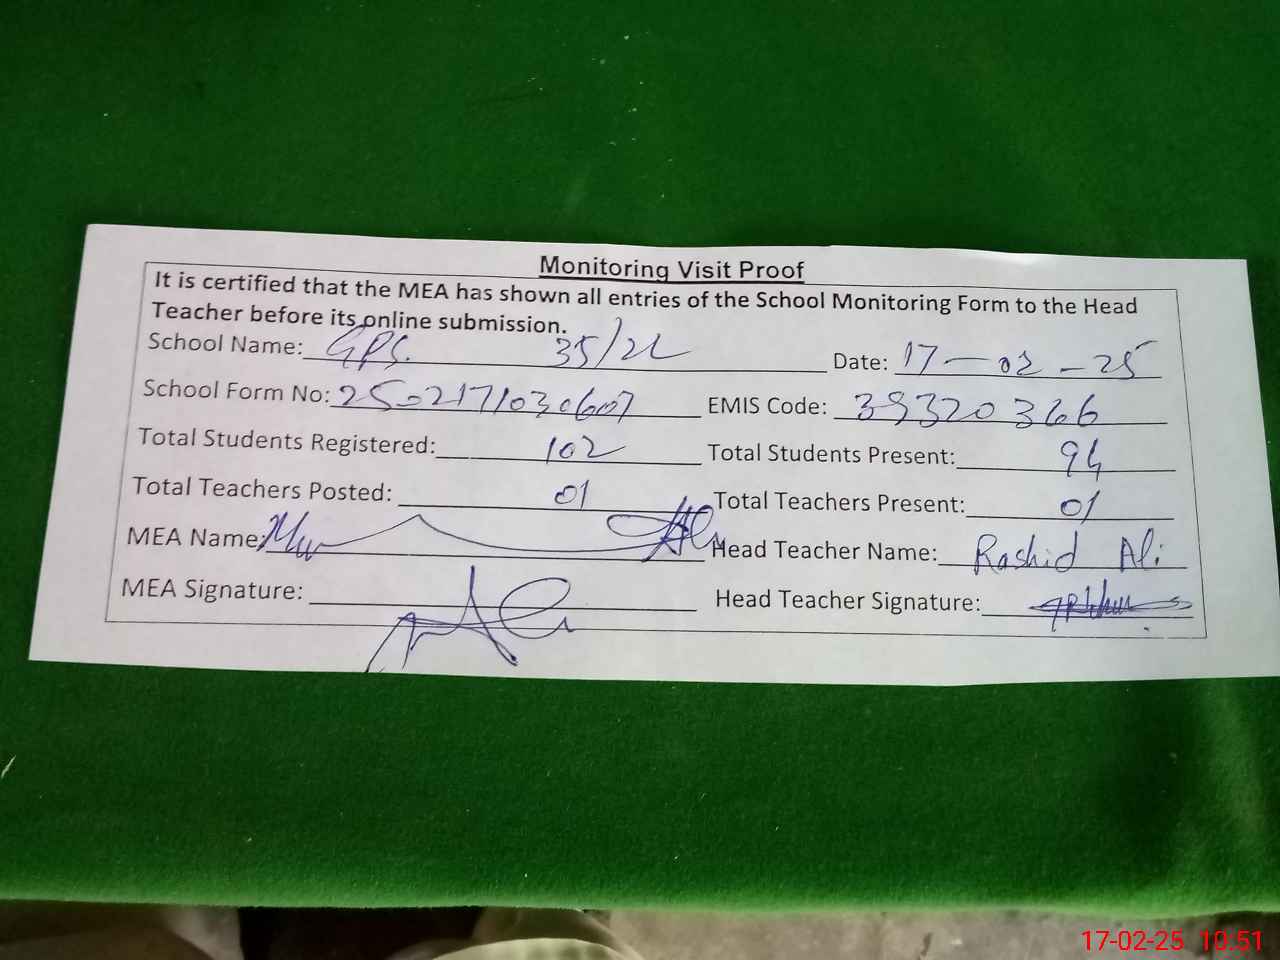 Monitoring Visit Proof
It is certified that the MEA has shown all entries of the School Monitoring Form to the Head
Teacher before its online submission.
School Name: GPS. 35/2L Date: 17-02-25
School Form No: 2502171030607 EMIS Code: 39320366
Total Students Registered: 102 Total Students Present: 94
Total Teachers Posted: 01 Total Teachers Present: 01
MEA Name: Head Teacher Name: Rashid Ali
MEA Signature: Head Teacher Signature:
17-02-25 10:51